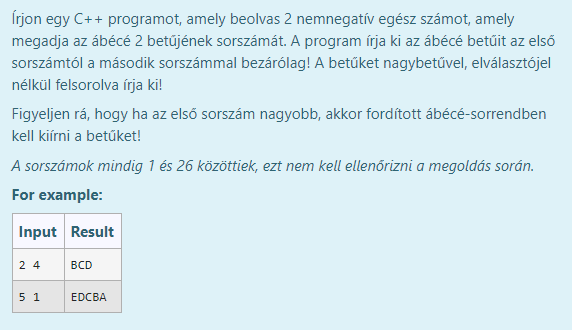 Írjon egy C++ programot, amely beolvas 2 nemnegatív egész számot, amely
megadja az ábécé 2 betűjének sorszámát. A program írja ki az ábécé betűit az első
sorszámtól a második sorszámmal bezárólag! A betűket nagybetűvel, elválasztójel
nélkül felsorolva írja ki!
Figyeljen rá, hogy ha az első sorszám nagyobb, akkor fordított ábécé-sorrendben
kell kiírni a betűket!
A sorszámok mindig 1 és 26 közöttiek, ezt nem kell ellenőrizni a megoldás során.
For example:
Input Result
2 4 BCD
5 1 EDCBA